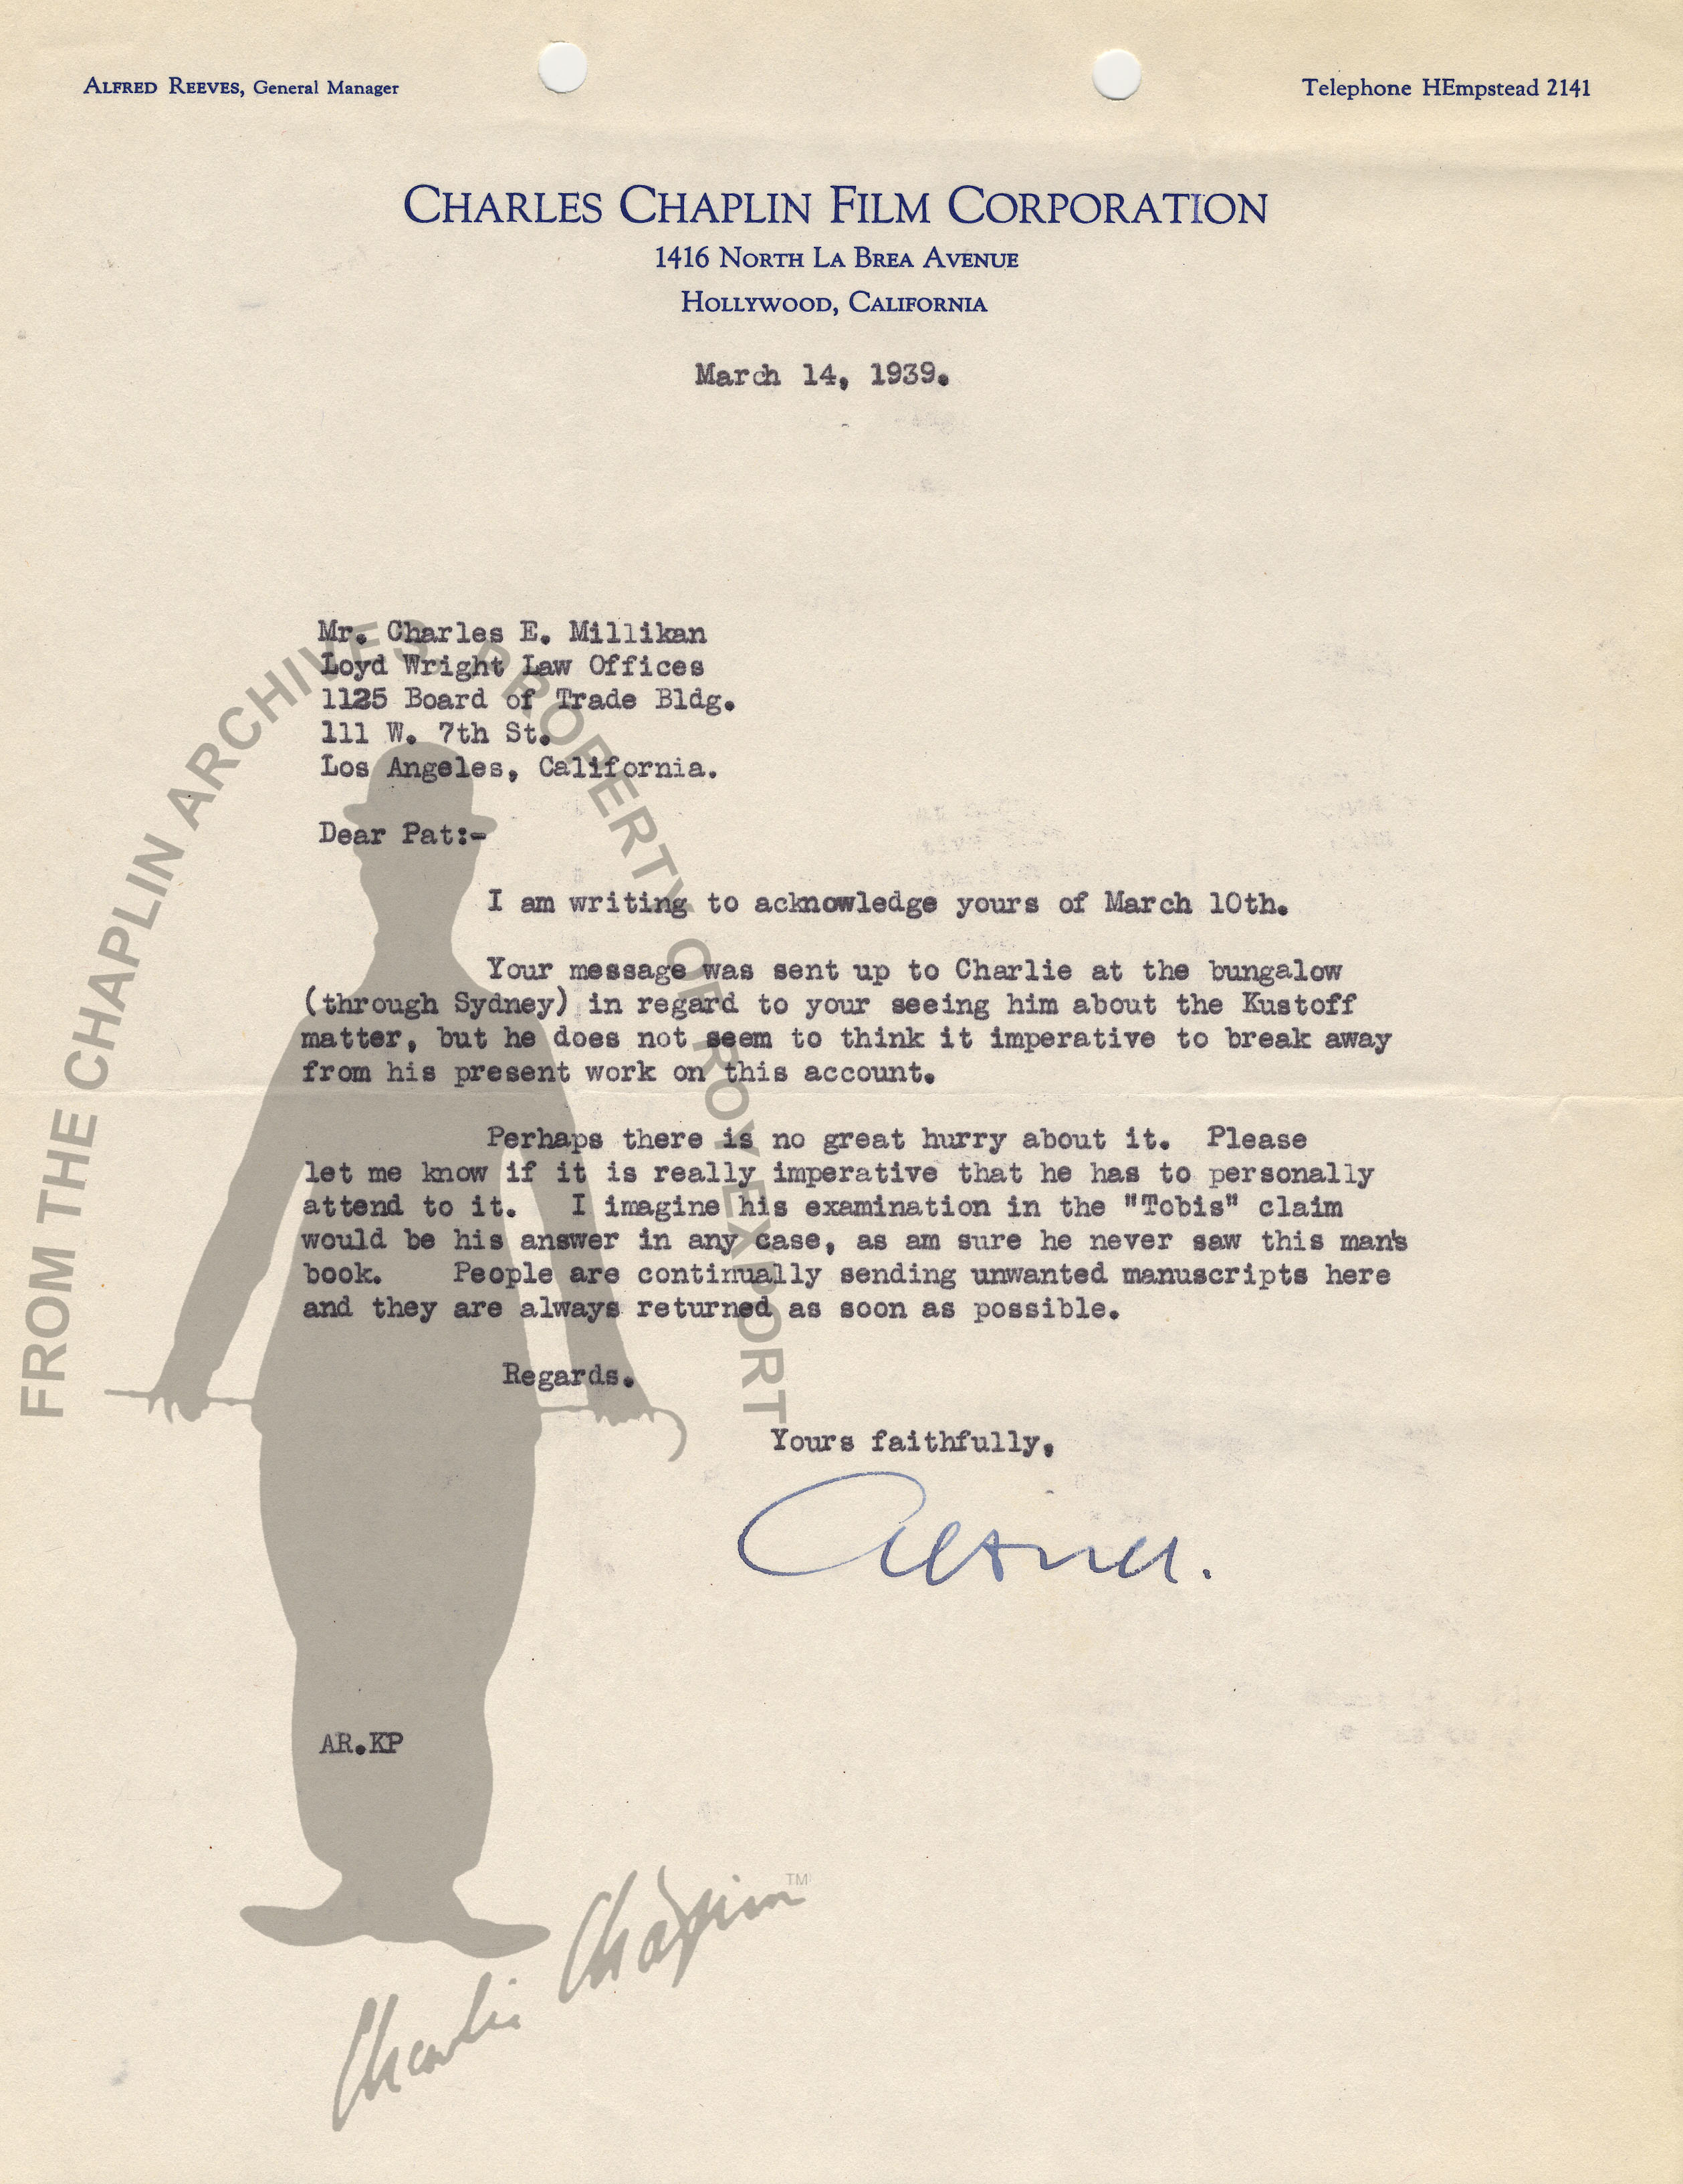 ALFRED REEVES, General Manager
Telephone HEmpstead 2141
CHARLES CHAPLIN FILM CORPORATION
1416 NORTH LA BREA AVENUE
HOLLYWOOD, CALIFORNIA
March 14, 1939.
Mr. Charles E. Millikan
Loyd Wright Law Offices
1125 Board of Trade Bldg.
111 W. 7th St.
Los Angeles, California.
Dear Pat:-
I am writing to acknowledge yours of March 10th.
Your message was sent up to Charlie at the bungalow
(through Sydney) in regard to your seeing him about the Kustoff
matter, but he does not seem to think it imperative to break away
from his present work on this account.
Perhaps there is no great hurry about it. Please
let me know if it is really imperative that he has to personally
attend to it. I imagine his examination in the "Tobis" claim
would be his answer in any case, as am sure he never saw this man's
book. People are continually sending unwanted manuscripts here
and they are always returned as soon as possible.
Regards.
Yours faithfully,
AR.KP
FROM THE CHAPLIN ARCHIVES, PROPERTY OF ROY EXPORT
Charlie Chaplin TM